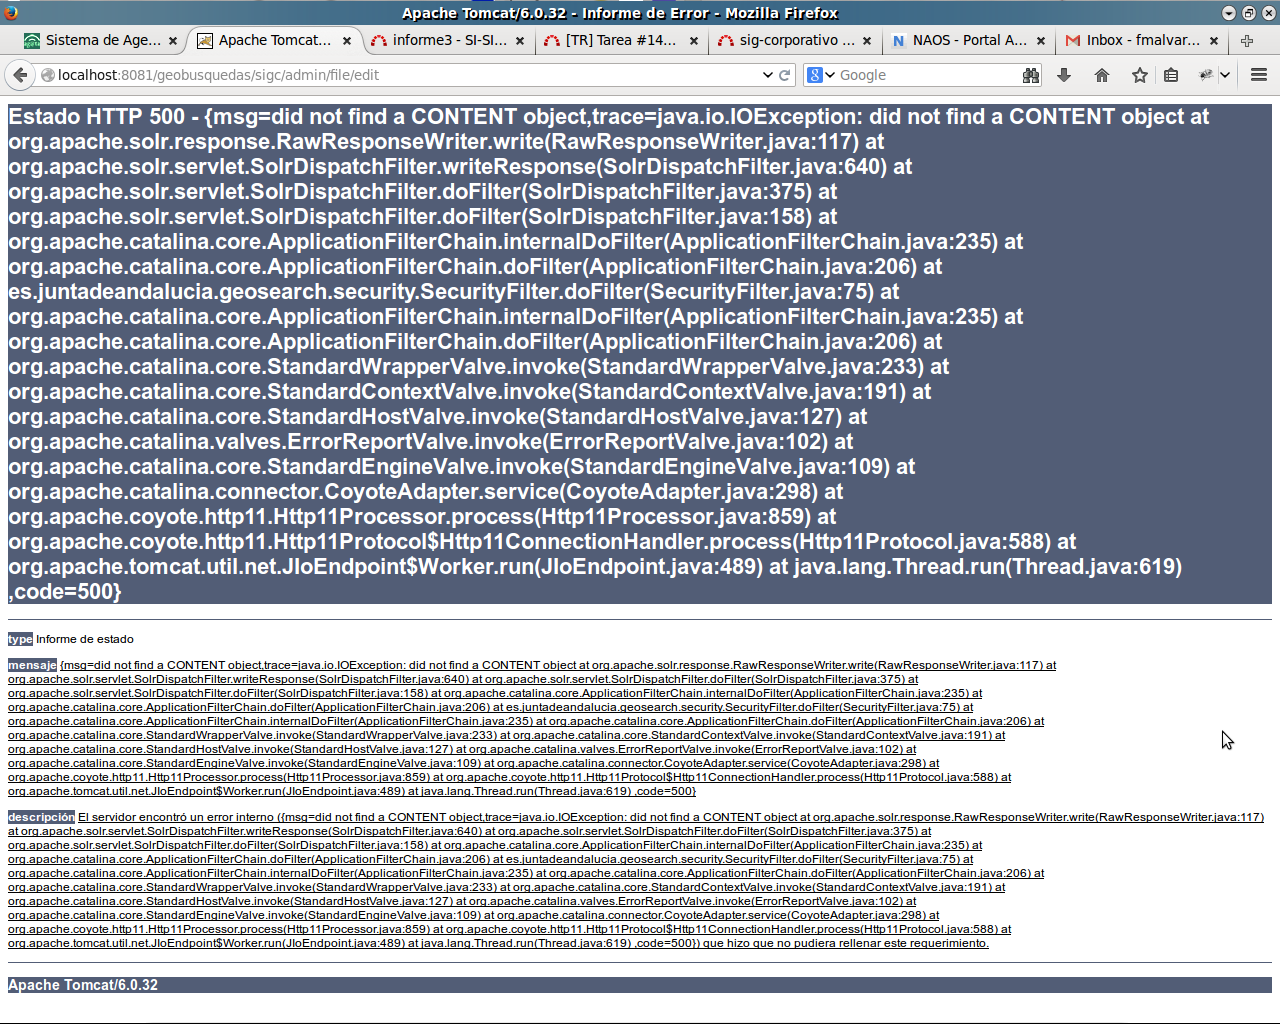 Apache Tomcat/6.0.32 - Informe de Error - Mozilla Firefox
Sistema de Age...
Apache Tomcat...
informe3 - SI-SI...
[TR] Tarea #14...
sig-corporativo ...
NAOS - Portal A...
Inbox - fmalvar...
localhost:8081/geobusquedas/sigc/admin/file/edit
Google
Estado HTTP 500 - {msg=did not find a CONTENT object,trace=java.io.IOException: did not find a CONTENT object at
org.apache.solr.response.RawResponseWriter.write(RawResponseWriter.java:117) at
org.apache.solr.servlet.SolrDispatchFilter.writeResponse(SolrDispatchFilter.java:640) at
org.apache.solr.servlet.SolrDispatchFilter.doFilter(SolrDispatchFilter.java:375) at
org.apache.solr.servlet.SolrDispatchFilter.doFilter(SolrDispatchFilter.java:158) at
org.apache.catalina.core.ApplicationFilterChain.internalDoFilter(ApplicationFilterChain.java:235) at
org.apache.catalina.core.ApplicationFilterChain.doFilter(ApplicationFilterChain.java:206) at
es.juntadeandalucia.geosearch.security.SecurityFilter.doFilter(SecurityFilter.java:75) at
org.apache.catalina.core.ApplicationFilterChain.internalDoFilter(ApplicationFilterChain.java:235) at
org.apache.catalina.core.ApplicationFilterChain.doFilter(ApplicationFilterChain.java:206) at
org.apache.catalina.core.StandardWrapperValve.invoke(StandardWrapperValve.java:233) at
org.apache.catalina.core.StandardContextValve.invoke(StandardContextValve.java:191) at
org.apache.catalina.core.StandardHostValve.invoke(StandardHostValve.java:127) at
org.apache.catalina.valves.ErrorReportValve.invoke(ErrorReportValve.java:102) at
org.apache.catalina.core.StandardEngineValve.invoke(StandardEngineValve.java:109) at
org.apache.catalina.connector.CoyoteAdapter.service(CoyoteAdapter.java:298) at
org.apache.coyote.http11.Http11Processor.process(Http11Processor.java:859) at
org.apache.coyote.http11.Http11Protocol$Http11ConnectionHandler.process(Http11Protocol.java:588) at
org.apache.tomcat.util.net.JIoEndpoint$Worker.run(JIoEndpoint.java:489) at java.lang.Thread.run(Thread.java:619)
,code=500}
type Informe de estado
mensaje {msg=did not find a CONTENT object,trace=java.io.IOException: did not find a CONTENT object at org.apache.solr.response.RawResponseWriter.write(RawResponseWriter.java:117) at
org.apache.solr.servlet.SolrDispatchFilter.writeResponse(SolrDispatchFilter.java:640) at org.apache.solr.servlet.SolrDispatchFilter.doFilter(SolrDispatchFilter.java:375) at
org.apache.solr.servlet.SolrDispatchFilter.doFilter(SolrDispatchFilter.java:158) at org.apache.catalina.core.ApplicationFilterChain.internalDoFilter(ApplicationFilterChain.java:235) at
org.apache.catalina.core.ApplicationFilterChain.doFilter(ApplicationFilterChain.java:206) at es.juntadeandalucia.geosearch.security.SecurityFilter.doFilter(SecurityFilter.java:75) at
org.apache.catalina.core.ApplicationFilterChain.internalDoFilter(ApplicationFilterChain.java:235) at org.apache.catalina.core.ApplicationFilterChain.doFilter(ApplicationFilterChain.java:206) at
org.apache.catalina.core.StandardWrapperValve.invoke(StandardWrapperValve.java:233) at org.apache.catalina.core.StandardContextValve.invoke(StandardContextValve.java:191) at
org.apache.catalina.core.StandardHostValve.invoke(StandardHostValve.java:127) at org.apache.catalina.valves.ErrorReportValve.invoke(ErrorReportValve.java:102) at
org.apache.catalina.core.StandardEngineValve.invoke(StandardEngineValve.java:109) at org.apache.catalina.connector.CoyoteAdapter.service(CoyoteAdapter.java:298) at
org.apache.coyote.http11.Http11Processor.process(Http11Processor.java:859) at org.apache.coyote.http11.Http11Protocol$Http11ConnectionHandler.process(Http11Protocol.java:588) at
org.apache.tomcat.util.net.JIoEndpoint$Worker.run(JIoEndpoint.java:489) at java.lang.Thread.run(Thread.java:619) ,code=500}
descripción El servidor encontró un error interno ({msg=did not find a CONTENT object,trace=java.io.IOException: did not find a CONTENT object at org.apache.solr.response.RawResponseWriter.write(RawResponseWriter.java:117)
at org.apache.solr.servlet.SolrDispatchFilter.writeResponse(SolrDispatchFilter.java:640) at org.apache.solr.servlet.SolrDispatchFilter.doFilter(SolrDispatchFilter.java:375) at
org.apache.solr.servlet.SolrDispatchFilter.doFilter(SolrDispatchFilter.java:158) at org.apache.catalina.core.ApplicationFilterChain.internalDoFilter(ApplicationFilterChain.java:235) at
org.apache.catalina.core.ApplicationFilterChain.doFilter(ApplicationFilterChain.java:206) at es.juntadeandalucia.geosearch.security.SecurityFilter.doFilter(SecurityFilter.java:75) at
org.apache.catalina.core.ApplicationFilterChain.internalDoFilter(ApplicationFilterChain.java:235) at org.apache.catalina.core.ApplicationFilterChain.doFilter(ApplicationFilterChain.java:206) at
org.apache.catalina.core.StandardWrapperValve.invoke(StandardWrapperValve.java:233) at org.apache.catalina.core.StandardContextValve.invoke(StandardContextValve.java:191) at
org.apache.catalina.core.StandardHostValve.invoke(StandardHostValve.java:127) at org.apache.catalina.valves.ErrorReportValve.invoke(ErrorReportValve.java:102) at
org.apache.catalina.core.StandardEngineValve.invoke(StandardEngineValve.java:109) at org.apache.catalina.connector.CoyoteAdapter.service(CoyoteAdapter.java:298) at
org.apache.coyote.http11.Http11Processor.process(Http11Processor.java:859) at org.apache.coyote.http11.Http11Protocol$Http11ConnectionHandler.process(Http11Protocol.java:588) at
org.apache.tomcat.util.net.JIoEndpoint$Worker.run(JIoEndpoint.java:489) at java.lang.Thread.run(Thread.java:619) ,code=500}) que hizo que no pudiera rellenar este requerimiento.
Apache Tomcat/6.0.32